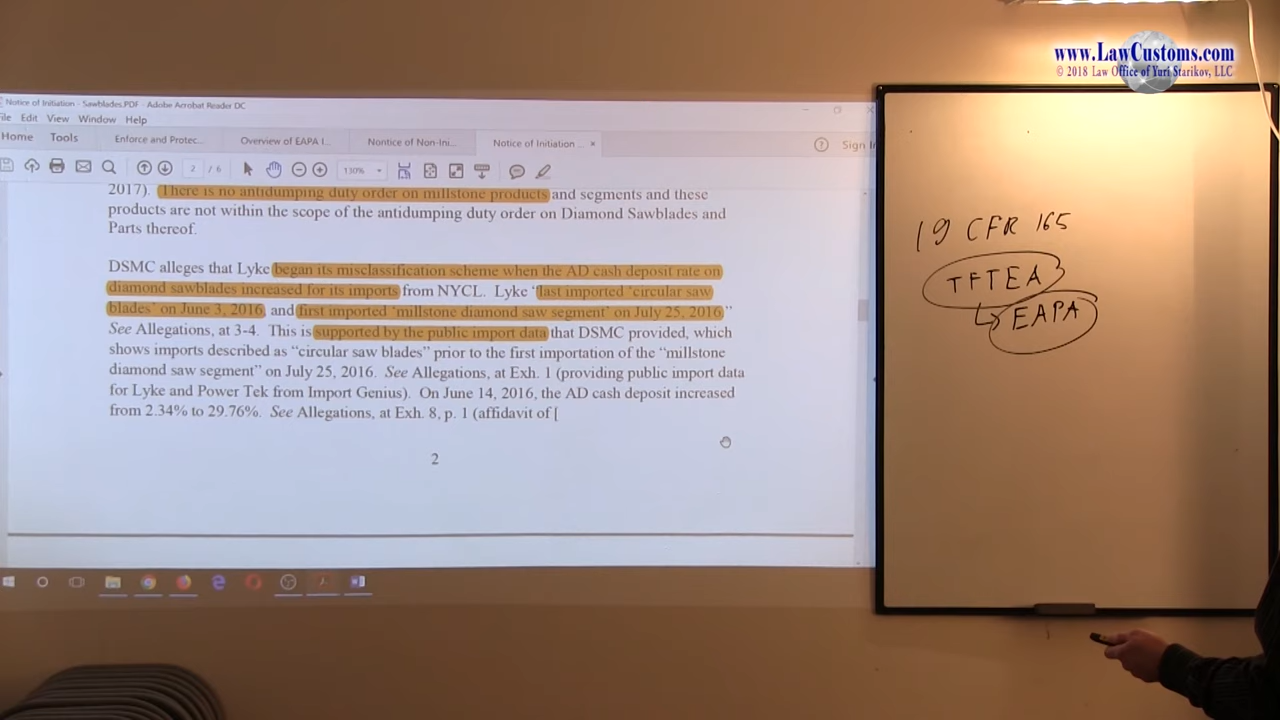 www.LawCustoms.com
© 2018 Law Office of Yuri Starikov, LLC
Notice of Initiation - Sawblades.PDF - Adobe Acrobat Reader DC
File Edit View Window Help
Home Tools Enforce and Protec... Overview of EAPA I... Nontice of Non-Ini... Notice of Initiation ... × Sign In
2 / 6 130%
2017). There is no antidumping duty order on millstone products and segments and these
products are not within the scope of the antidumping duty order on Diamond Sawblades and
Parts thereof.
DSMC alleges that Lyke began its misclassification scheme when the AD cash deposit rate on
diamond sawblades increased for its imports from NYCL. Lyke “last imported ‘circular saw
blades’ on June 3, 2016 and first imported ‘millstone diamond saw segment’ on July 25, 2016.”
See Allegations, at 3-4. This is supported by the public import data that DSMC provided, which
shows imports described as “circular saw blades” prior to the first importation of the “millstone
diamond saw segment” on July 25, 2016. See Allegations, at Exh. 1 (providing public import data
for Lyke and Power Tek from Import Genius). On June 14, 2016, the AD cash deposit increased
from 2.34% to 29.76%. See Allegations, at Exh. 8, p. 1 (affidavit of [
2
19 CFR 165
TFTEA
EAPA